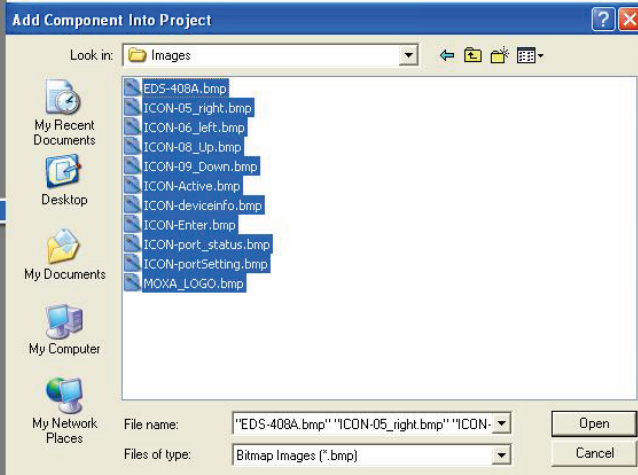 Add Component Into Project
Look in: Images
EDS-408A.bmp
ICON-05_right.bmp
ICON-06_left.bmp
ICON-08_Up.bmp
ICON-09_Down.bmp
ICON-Active.bmp
ICON-deviceinfo.bmp
ICON-Enter.bmp
ICON-port_status.bmp
ICON-portSetting.bmp
MOXA_LOGO.bmp
My Recent
Documents
Desktop
My Documents
My Computer
My Network
Places
File name: "EDS-408A.bmp" "ICON-05_right.bmp" "ICON- Open
Files of type: Bitmap Images (*.bmp) Cancel